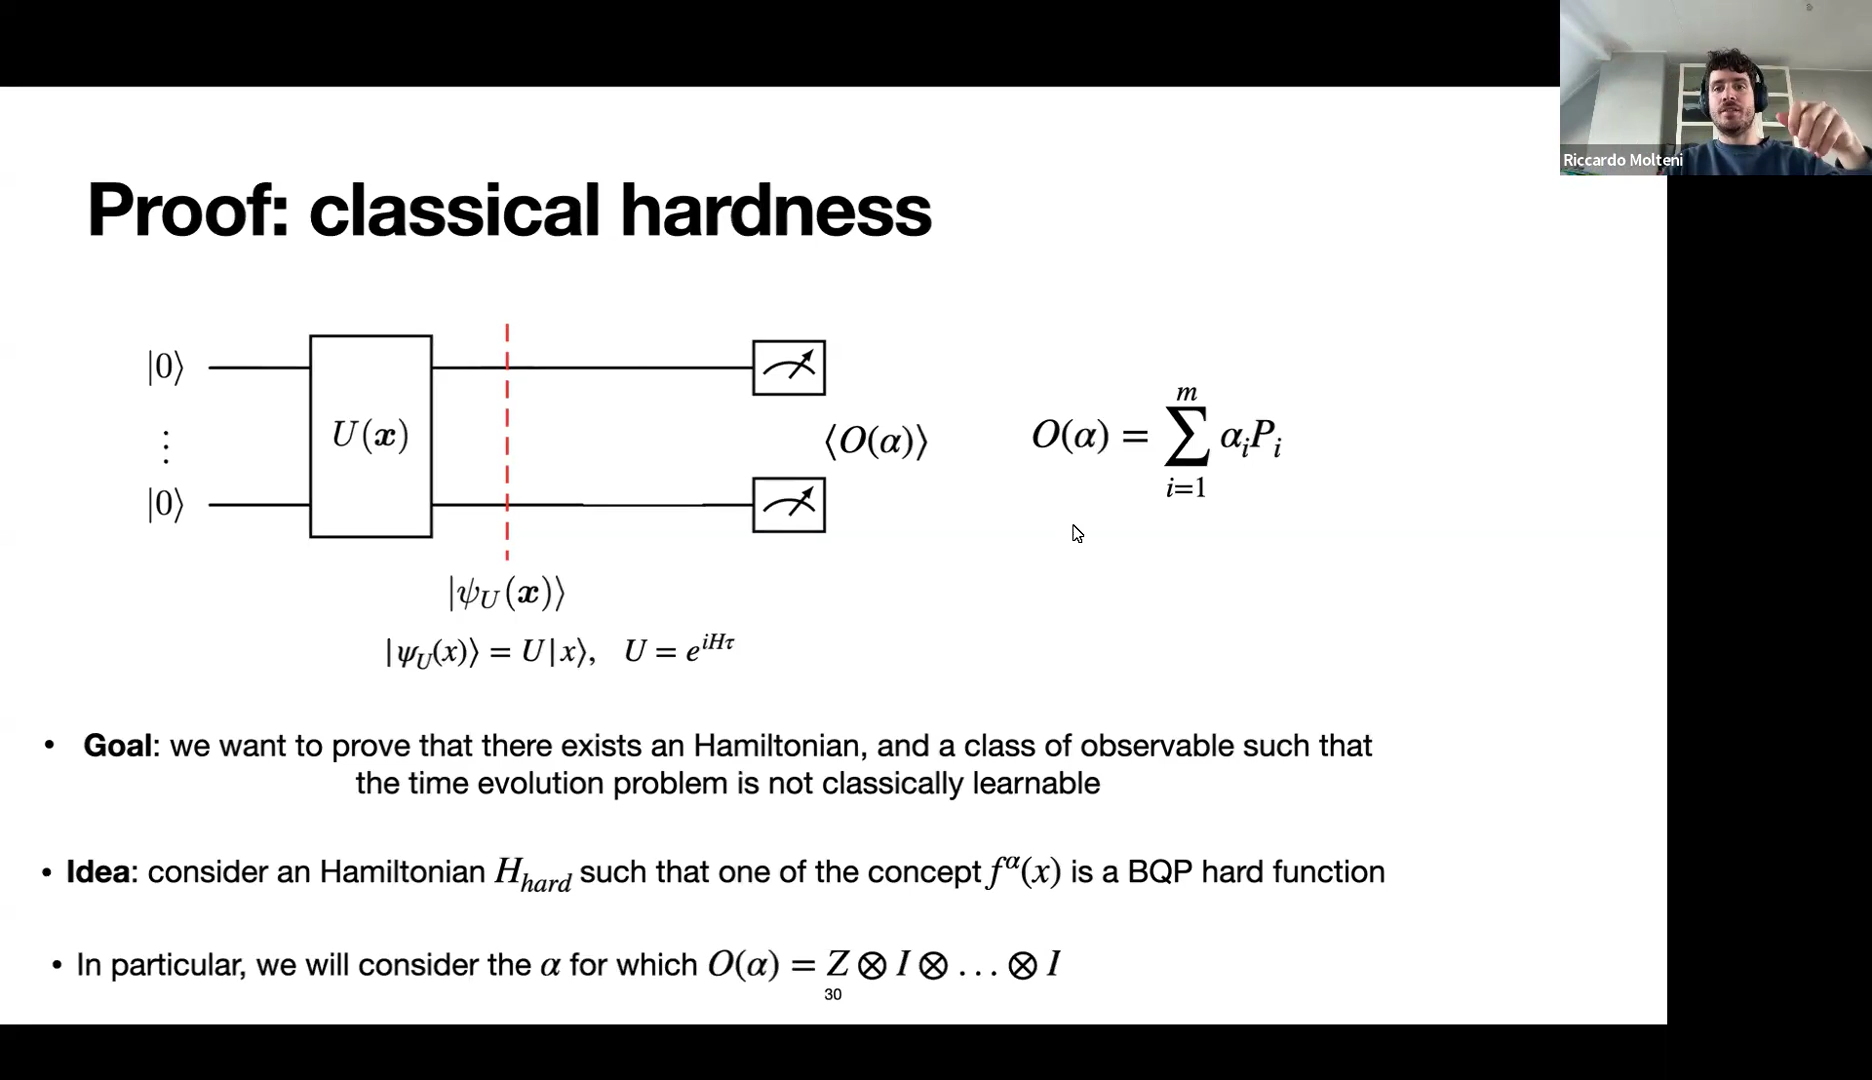 Riccardo Molteni
Proof: classical hardness
|0⟩
⋮
|0⟩
U(x)
⟨O(α)⟩
O(α) = ∑_{i=1}^{m} α_i P_i
|ψ_U(x)⟩
|ψ_U(x)⟩ = U|x⟩, U = e^{iHτ}
• Goal: we want to prove that there exists an Hamiltonian, and a class of observable such that
the time evolution problem is not classically learnable
• Idea: consider an Hamiltonian H_{hard} such that one of the concept f^α(x) is a BQP hard function
• In particular, we will consider the α for which O(α) = Z ⊗ I ⊗ . . . ⊗ I
30